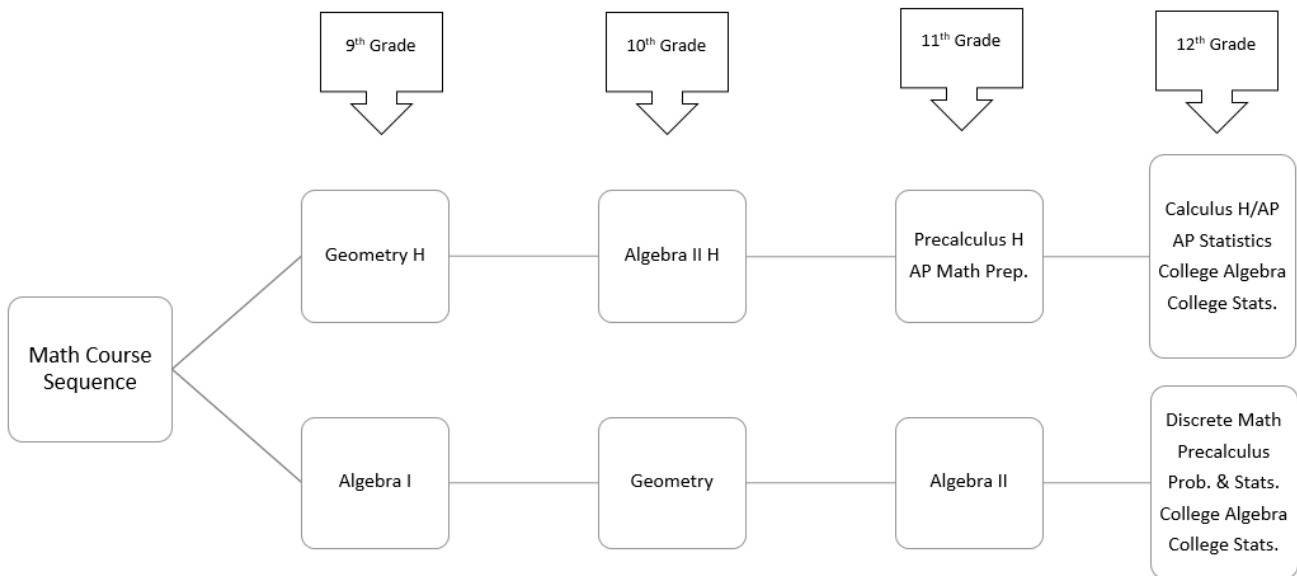 9th Grade
10th Grade
11th Grade
12th Grade
Math Course
Sequence
Geometry H
Algebra II H
Precalculus H
AP Math Prep.
Calculus H/AP
AP Statistics
College Algebra
College Stats.
Algebra I
Geometry
Algebra II
Discrete Math
Precalculus
Prob. & Stats.
College Algebra
College Stats.